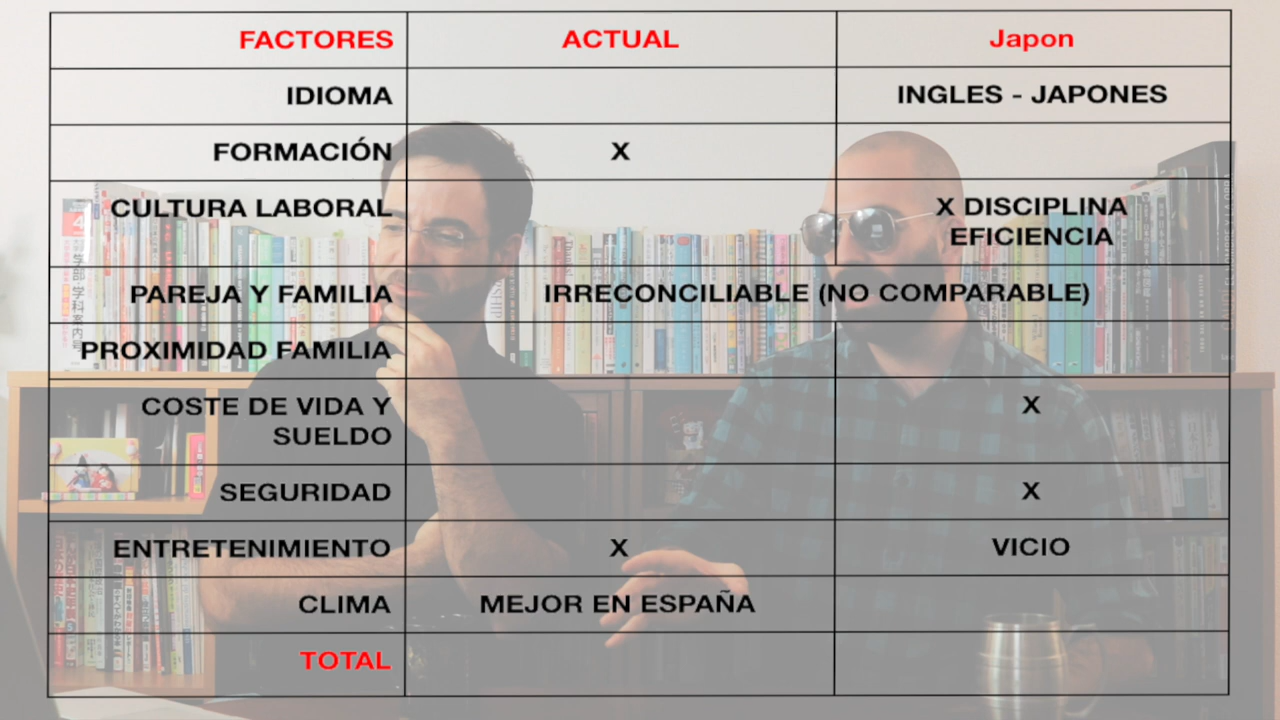 FACTORES ACTUAL Japon
IDIOMA INGLES - JAPONES
FORMACIÓN X
CULTURA LABORAL X DISCIPLINA
EFICIENCIA
PAREJA Y FAMILIA IRRECONCILIABLE (NO COMPARABLE)
PROXIMIDAD FAMILIA
COSTE DE VIDA Y X
SUELDO
SEGURIDAD X
ENTRETENIMIENTO X VICIO
CLIMA MEJOR EN ESPAÑA
TOTAL